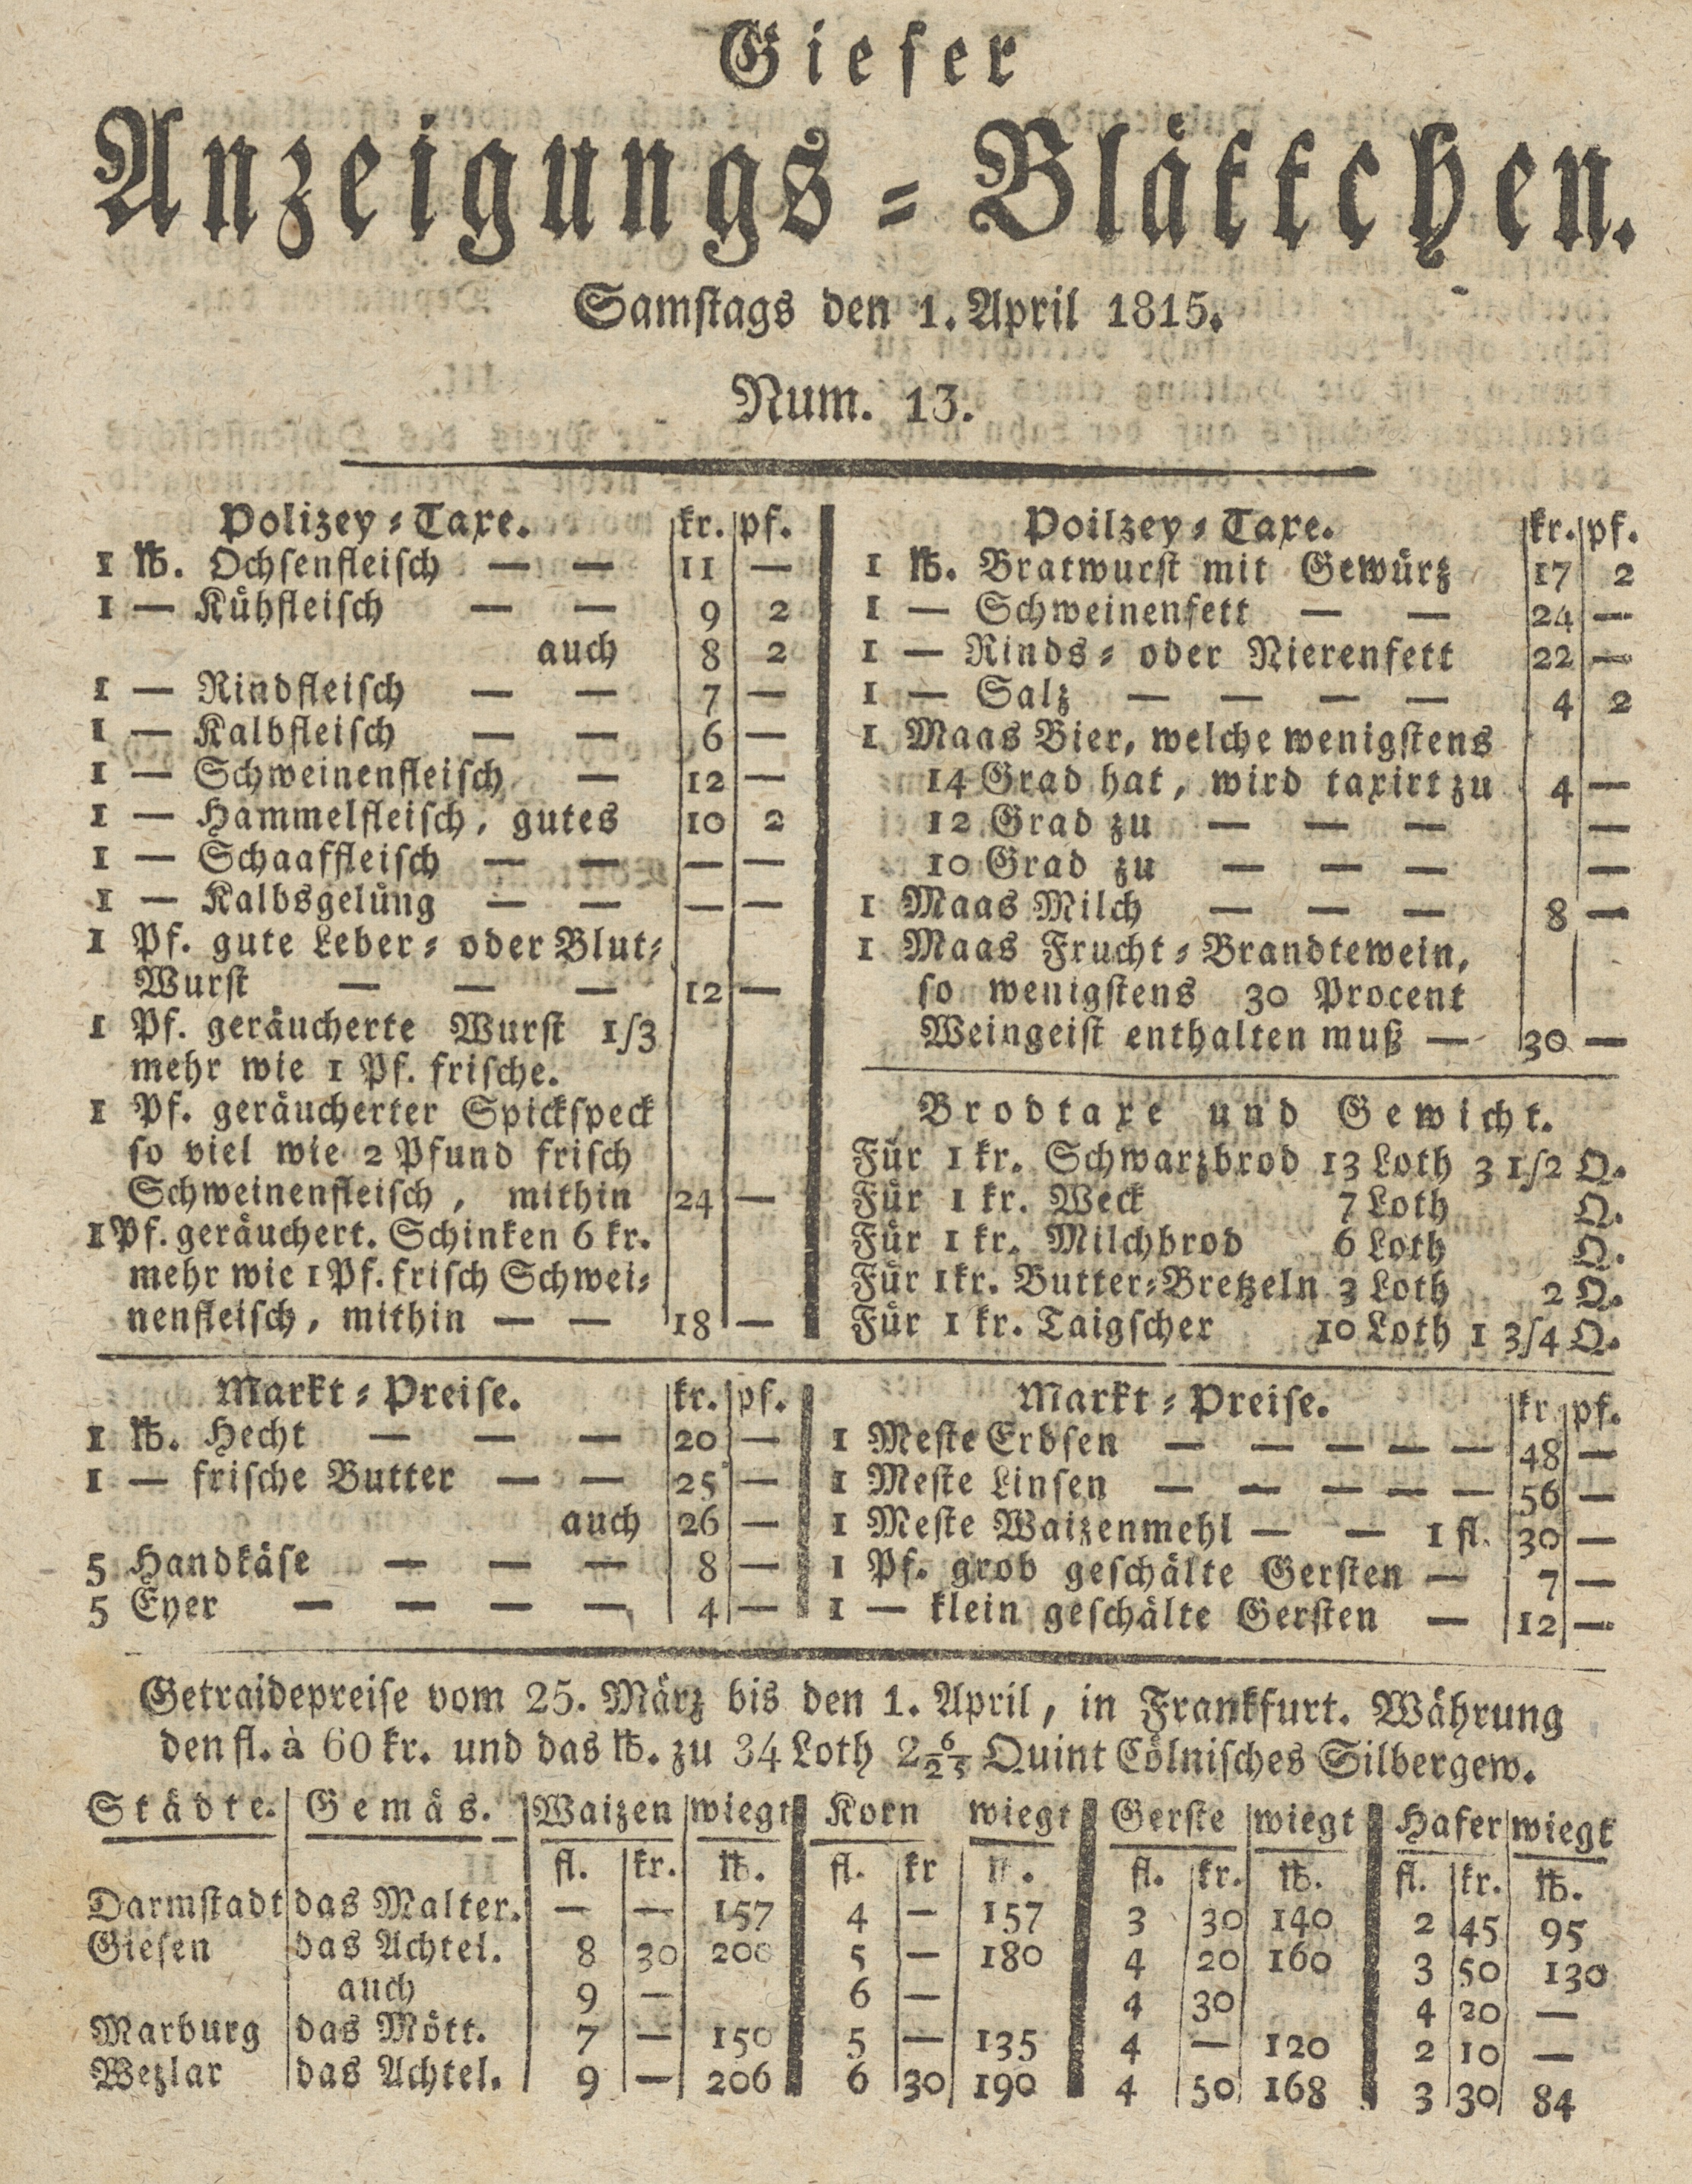 Gieser
Anzeigungs-Blättchen.
Samstags den 1. April 1815.
Num. 13.
Polizey-Taxe. kr. pf.
1 ℔. Ochsenfleisch — — 11 —
1 — Kühfleisch — — 9 2
auch 8 2
1 — Rindfleisch — — 7 —
1 — Kalbfleisch — — 6 —
1 — Schweinenfleisch — 12 —
1 — Hammelfleisch, gutes 10 2
1 — Schaaffleisch — — — —
1 — Kalbsgelüng — — — —
1 Pf. gute Leber- oder Blut-
Wurst — — — 12 —
1 Pf. geräucherte Wurst 1/3
mehr wie 1 Pf. frische.
1 Pf. geräucherter Spickspeck
so viel wie 2 Pfund frisch
Schweinenfleisch, mithin 24 —
1 Pf. geräuchert. Schinken 6 kr.
mehr wie 1 Pf. frisch Schwei-
nenfleisch, mithin — — 18 —
Poilzey-Taxe. kr. pf.
1 ℔. Bratwurst mit Gewürz 17 2
1 — Schweinenfett — — 24 —
1 — Rinds- oder Nierenfett 22 —
1 — Salz — — — — 4 2
1 Maas Bier, welche wenigstens
14 Grad hat, wird taxirt zu 4 —
12 Grad zu — — — —
10 Grad zu — — — —
1 Maas Milch — — — 8 —
1 Maas Frucht-Brandtewein,
so wenigstens 30 Procent
Weingeist enthalten muß — 30 —
Brodtaxe und Gewicht.
Für 1 kr. Schwarzbrod 13 Loth 3 1/2 Q.
Für 1 kr. Weck 7 Loth Q.
Für 1 kr. Milchbrod 6 Loth Q.
Für 1 kr. Butter-Bretzeln 3 Loth 2 Q.
Für 1 kr. Taigscher 10 Loth 1 3/4 Q.
Markt-Preise. kr. pf.
1 ℔. Hecht — — — 20 —
1 — frische Butter — — 25 —
auch 26 —
5 Handkäse — — — 8 —
5 Eyer — — — — 4 —
Markt-Preise. kr pf.
1 Meste Erbsen — — — — — 48 —
1 Meste Linsen — — — — — 56 —
1 Meste Waizenmehl — — 1 fl. 30 —
1 Pf. grob geschälte Gersten — 7 —
1 — klein geschälte Gersten — 12 —
Getraidepreise vom 25. März bis den 1. April, in Frankfurt. Währung
den fl. à 60 kr. und das ℔. zu 34 Loth 2 6/25 Quint Cölnisches Silbergew.
Städte. Gemäs. Waizen wiegt Korn wiegt Gerste wiegt Hafer wiegt
fl. kr. ℔. fl. kr ℔. fl. kr. ℔. fl. kr. ℔.
Darmstadt das Malter. — — 157 4 — 157 3 30 140 2 45 95
Giesen das Achtel. 8 30 200 5 — 180 4 20 160 3 50 130
auch 9 — 6 — 4 30 4 20 —
Marburg das Mött. 7 — 150 5 — 135 4 — 120 2 10 —
Wezlar das Achtel. 9 — 206 6 30 190 4 50 168 3 30 84